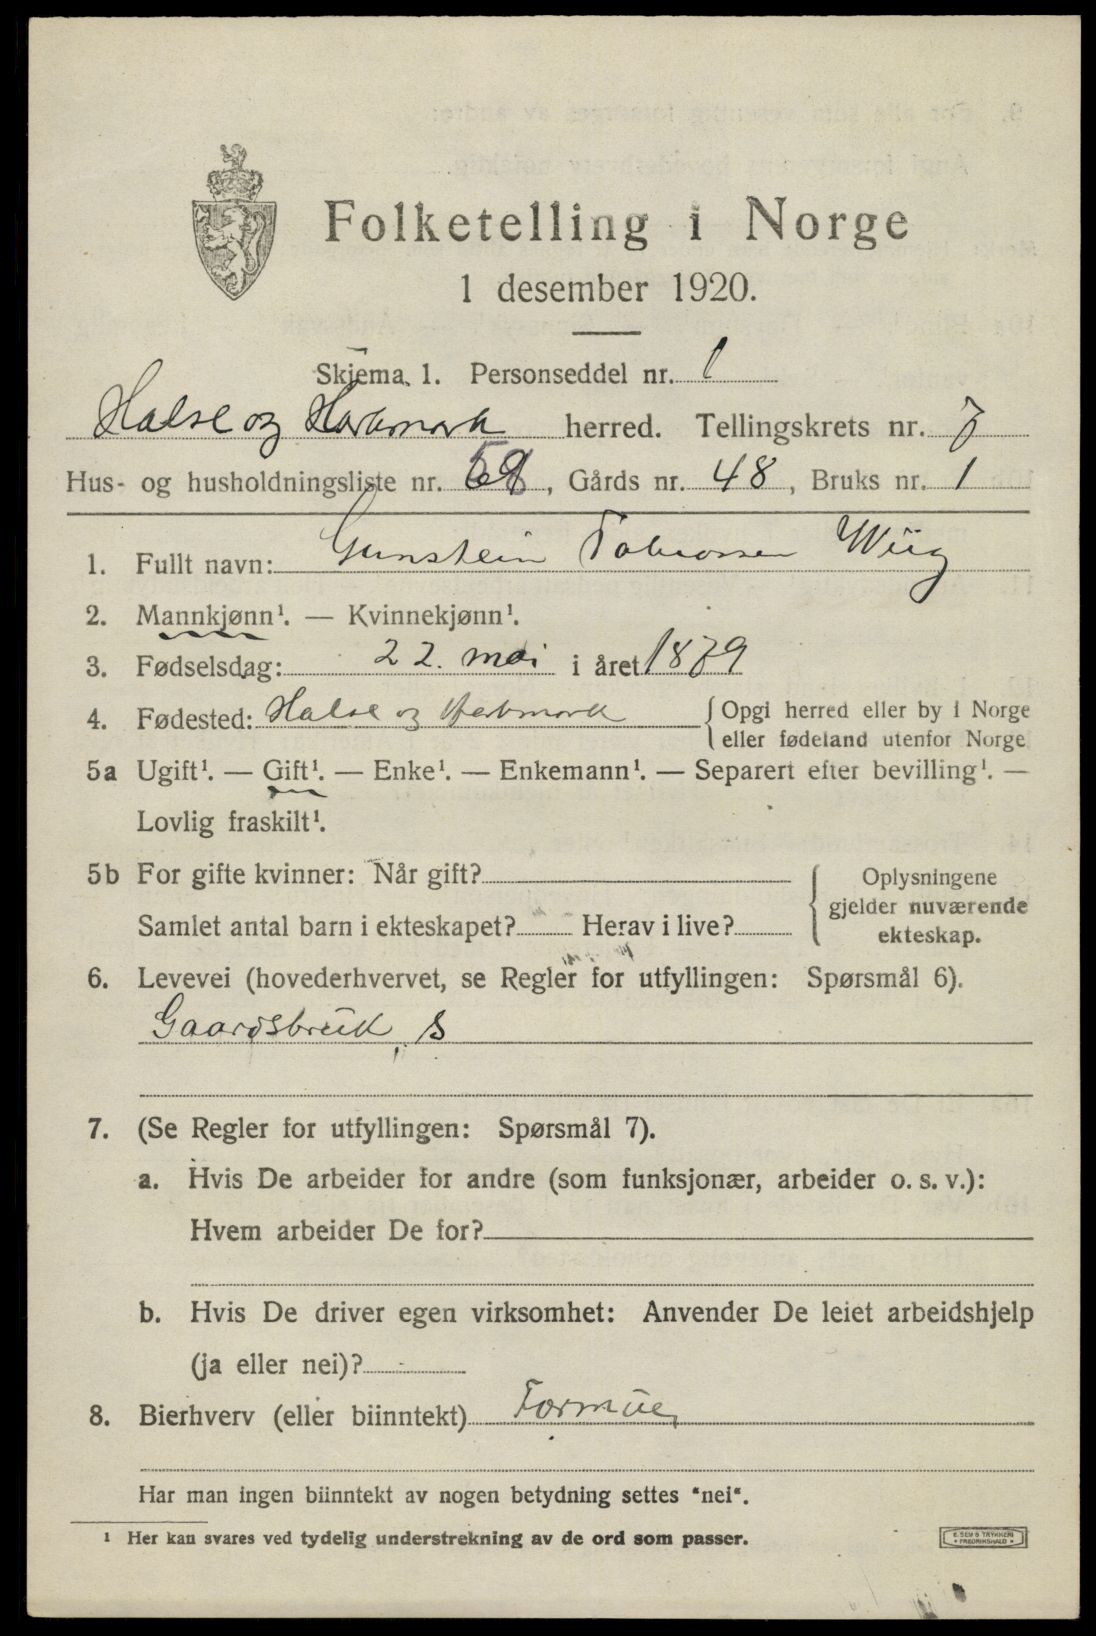 Folketelling i Norge
1 desember 1920.
Skjema. 1. Personseddel nr. 1
Halse og Harkmark herred. Tellingskrets nr. 7
Hus- og husholdningsliste nr. , Gårds nr. 48, Bruks nr. 1
1. Fullt navn: Gunstein Tobiassen Wiig
2. Mannkjønn¹. — Kvinnekjønn¹.
3. Fødselsdag: 22. mai i året 1879
4. Fødested: Halse og Harkmark { Opgi herred eller by i Norge
eller fødeland utenfor Norge
5a Ugift¹. — Gift¹. — Enke¹. — Enkemann¹. — Separert efter bevilling¹. —
Lovlig fraskilt¹.
5b For gifte kvinner: Når gift? { Oplysningene
gjelder nuværende
Samlet antal barn i ekteskapet? Herav i live? ekteskap.
6. Levevei (hovederhvervet, se Regler for utfyllingen: Spørsmål 6).
Gaardsbruk, S
7. (Se Regler for utfyllingen: Spørsmål 7).
a. Hvis De arbeider for andre (som funksjonær, arbeider o. s. v.):
Hvem arbeider De for?
b. Hvis De driver egen virksomhet: Anvender De leiet arbeidshjelp
(ja eller nei)?
8. Bierhverv (eller biinntekt) Formue,
Har man ingen biinntekt av nogen betydning settes "nei".
¹ Her kan svares ved tydelig understrekning av de ord som passer.
E. SEM'S TRYKKERI
* FREDRIKSHALD *